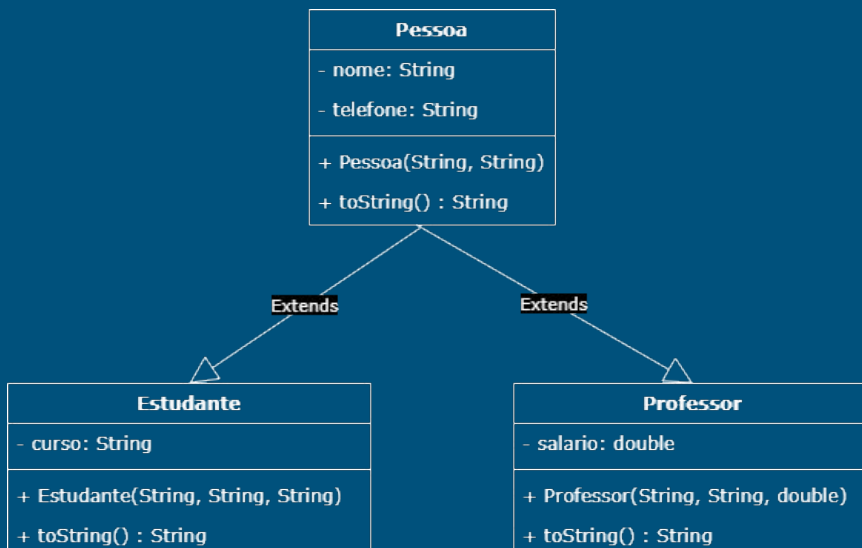 Pessoa
- nome: String
- telefone: String
+ Pessoa(String, String)
+ toString() : String
Extends
Extends
Estudante
- curso: String
+ Estudante(String, String, String)
+ toString() : String
Professor
- salario: double
+ Professor(String, String, double)
+ toString() : String